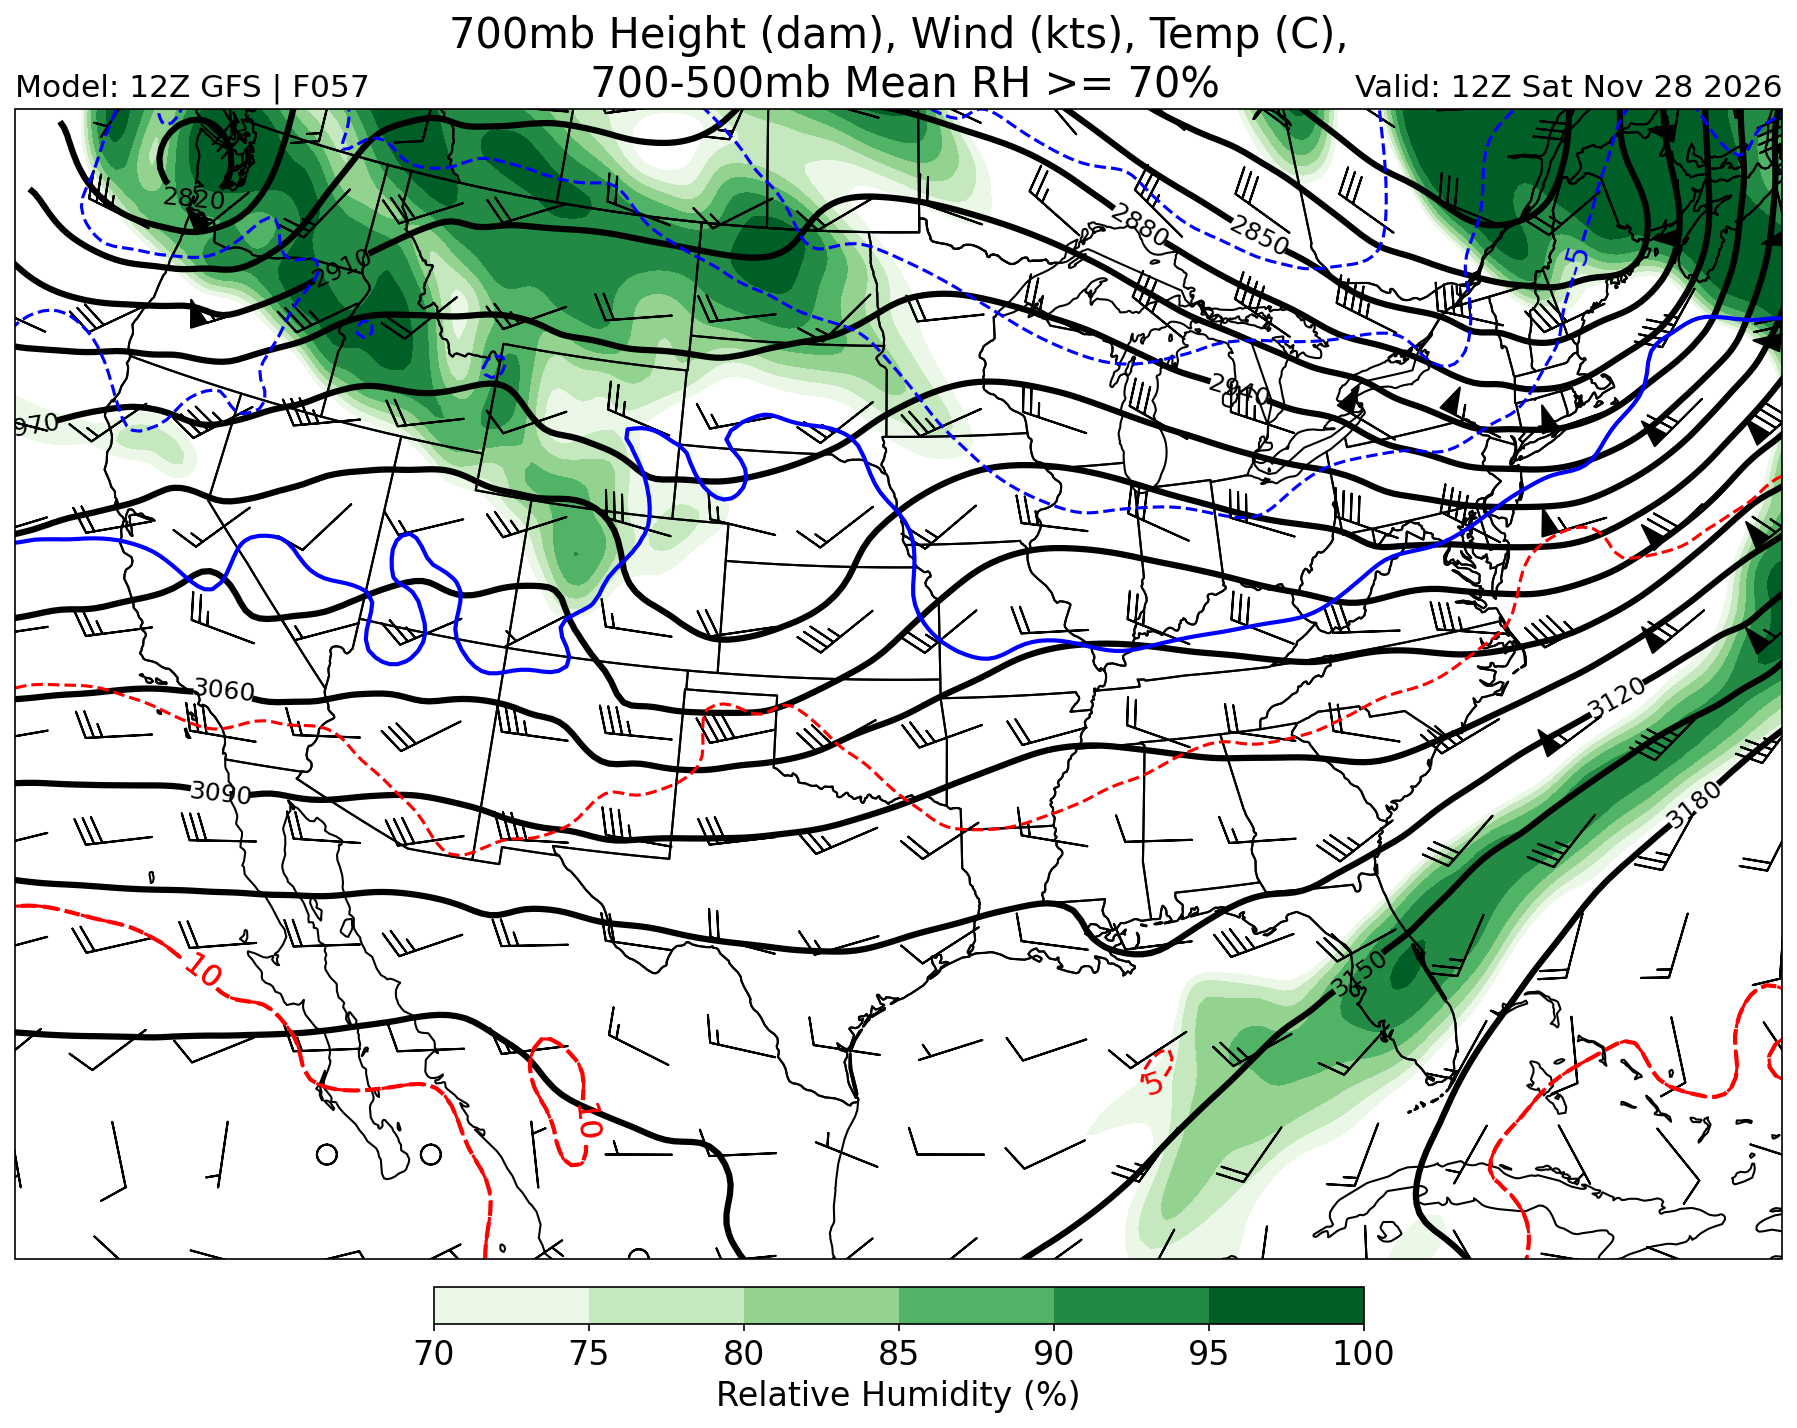 700mb Height (dam), Wind (kts), Temp (C),
Model: 12Z GFS | F057
700-500mb Mean RH >= 70%
Valid: 12Z Sat Nov 28 2026
2820
2880
2850
5
2910
2940
970
3060
3120
3090
3180
10
3150
5
10
70 75 80 85 90 95 100
Relative Humidity (%)